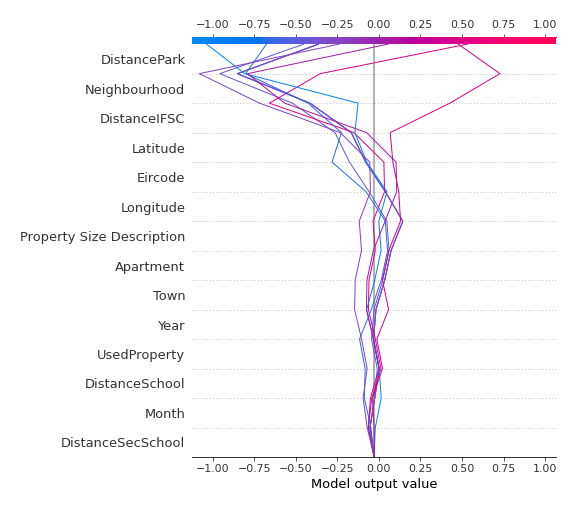 −1.00 −0.75 −0.50 −0.25 0.00 0.25 0.50 0.75 1.00
DistancePark
Neighbourhood
DistanceIFSC
Latitude
Eircode
Longitude
Property Size Description
Apartment
Town
Year
UsedProperty
DistanceSchool
Month
DistanceSecSchool
−1.00 −0.75 −0.50 −0.25 0.00 0.25 0.50 0.75 1.00
Model output value